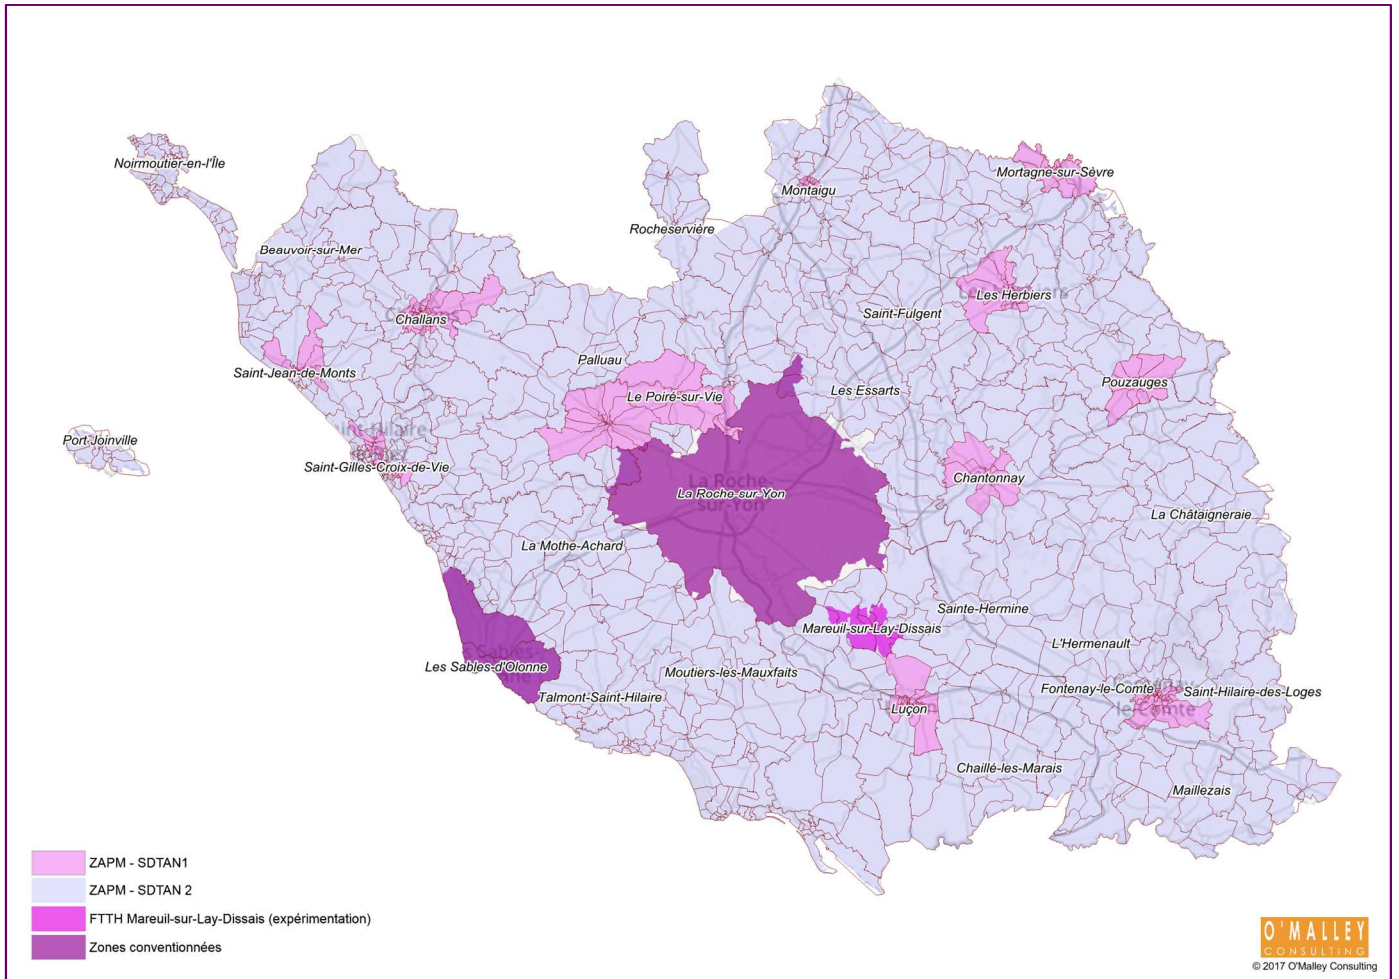 Noirmoutier-en-l'Île
Mortagne-sur-Sèvre
Montaigu
Rocheservière
Beauvoir-sur-Mer
Les Herbiers
Saint-Fulgent
Challans
Palluau
Saint-Jean-de-Monts
Pouzauges
Les Essarts
Le Poiré-sur-Vie
Port Joinville
Saint-Gilles-Croix-de-Vie
Chantonnay
La Roche-
La Roche-sur-Yon
sur-Yon
La Châtaigneraie
La Mothe-Achard
Sainte-Hermine
Mareuil-sur-Lay-Dissais
L'Hermenault
Les Sables-d'Olonne
Moutiers-les-Mauxfaits
Fontenay-le-Comte
Saint-Hilaire-des-Loges
Talmont-Saint-Hilaire
Luçon
le-Comte
Chaillé-les-Marais
Maillezais
ZAPM - SDTAN1
ZAPM - SDTAN 2
FTTH Mareuil-sur-Lay-Dissais (expérimentation)
Zones conventionnées
O'MALLEY
CONSULTING
© 2017 O'Malley Consulting